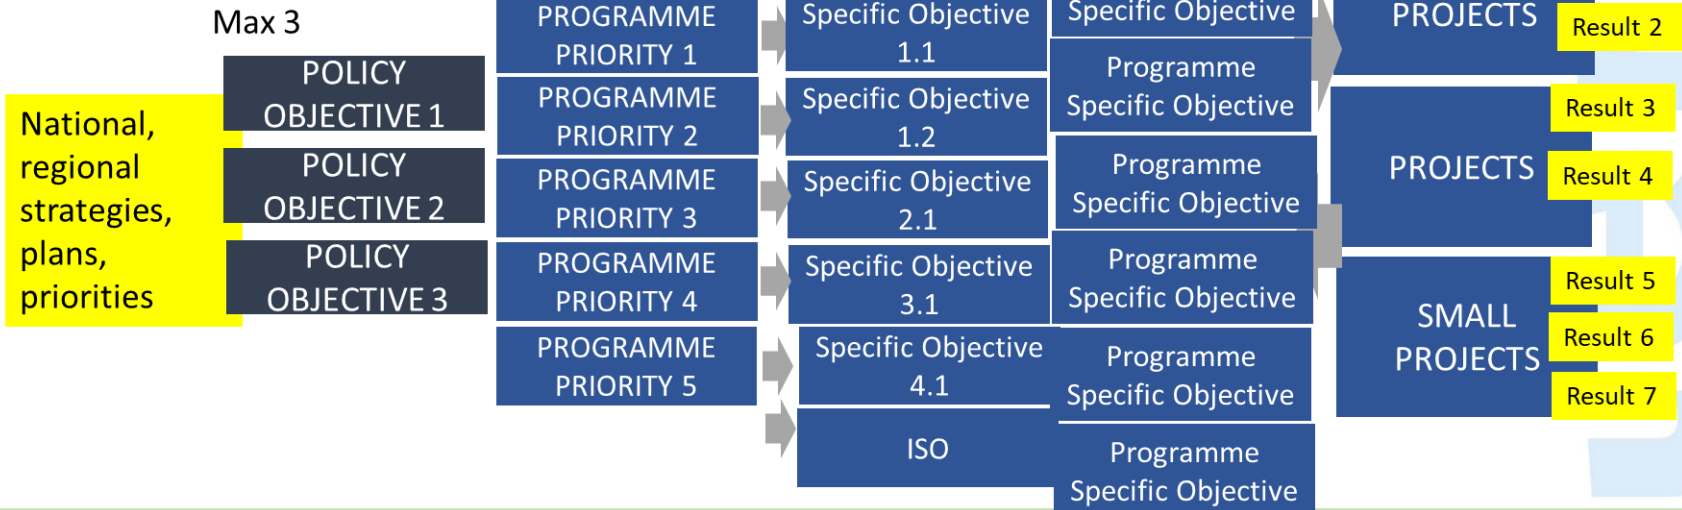 Max 3
National,
regional
strategies,
plans,
priorities
POLICY
OBJECTIVE 1
POLICY
OBJECTIVE 2
POLICY
OBJECTIVE 3
PROGRAMME
PRIORITY 1
PROGRAMME
PRIORITY 2
PROGRAMME
PRIORITY 3
PROGRAMME
PRIORITY 4
PROGRAMME
PRIORITY 5
Specific Objective
1.1
Specific Objective
1.2
Specific Objective
2.1
Specific Objective
3.1
Specific Objective
4.1
ISO
Specific Objective
Programme
Specific Objective
Programme
Specific Objective
Programme
Specific Objective
Programme
Specific Objective
Programme
Specific Objective
PROJECTS
Result 2
PROJECTS
Result 3
Result 4
SMALL
PROJECTS
Result 5
Result 6
Result 7